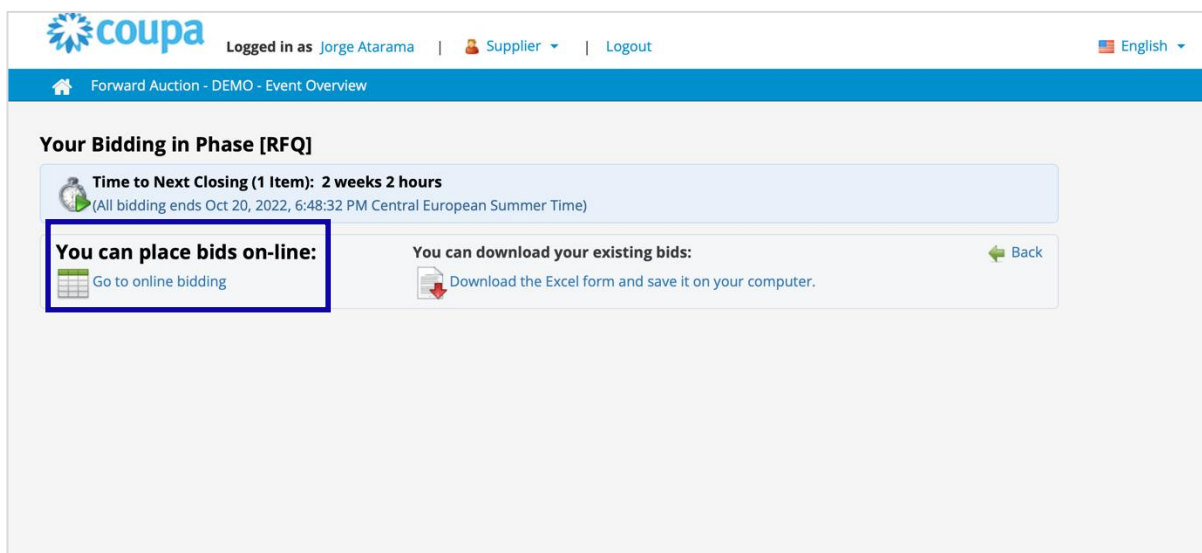 coupa
Logged in as Jorge Atarama | Supplier | Logout
English
Forward Auction - DEMO - Event Overview
Your Bidding in Phase [RFQ]
Time to Next Closing (1 Item): 2 weeks 2 hours
(All bidding ends Oct 20, 2022, 6:48:32 PM Central European Summer Time)
You can place bids on-line:
Go to online bidding
You can download your existing bids:
Download the Excel form and save it on your computer.
Back